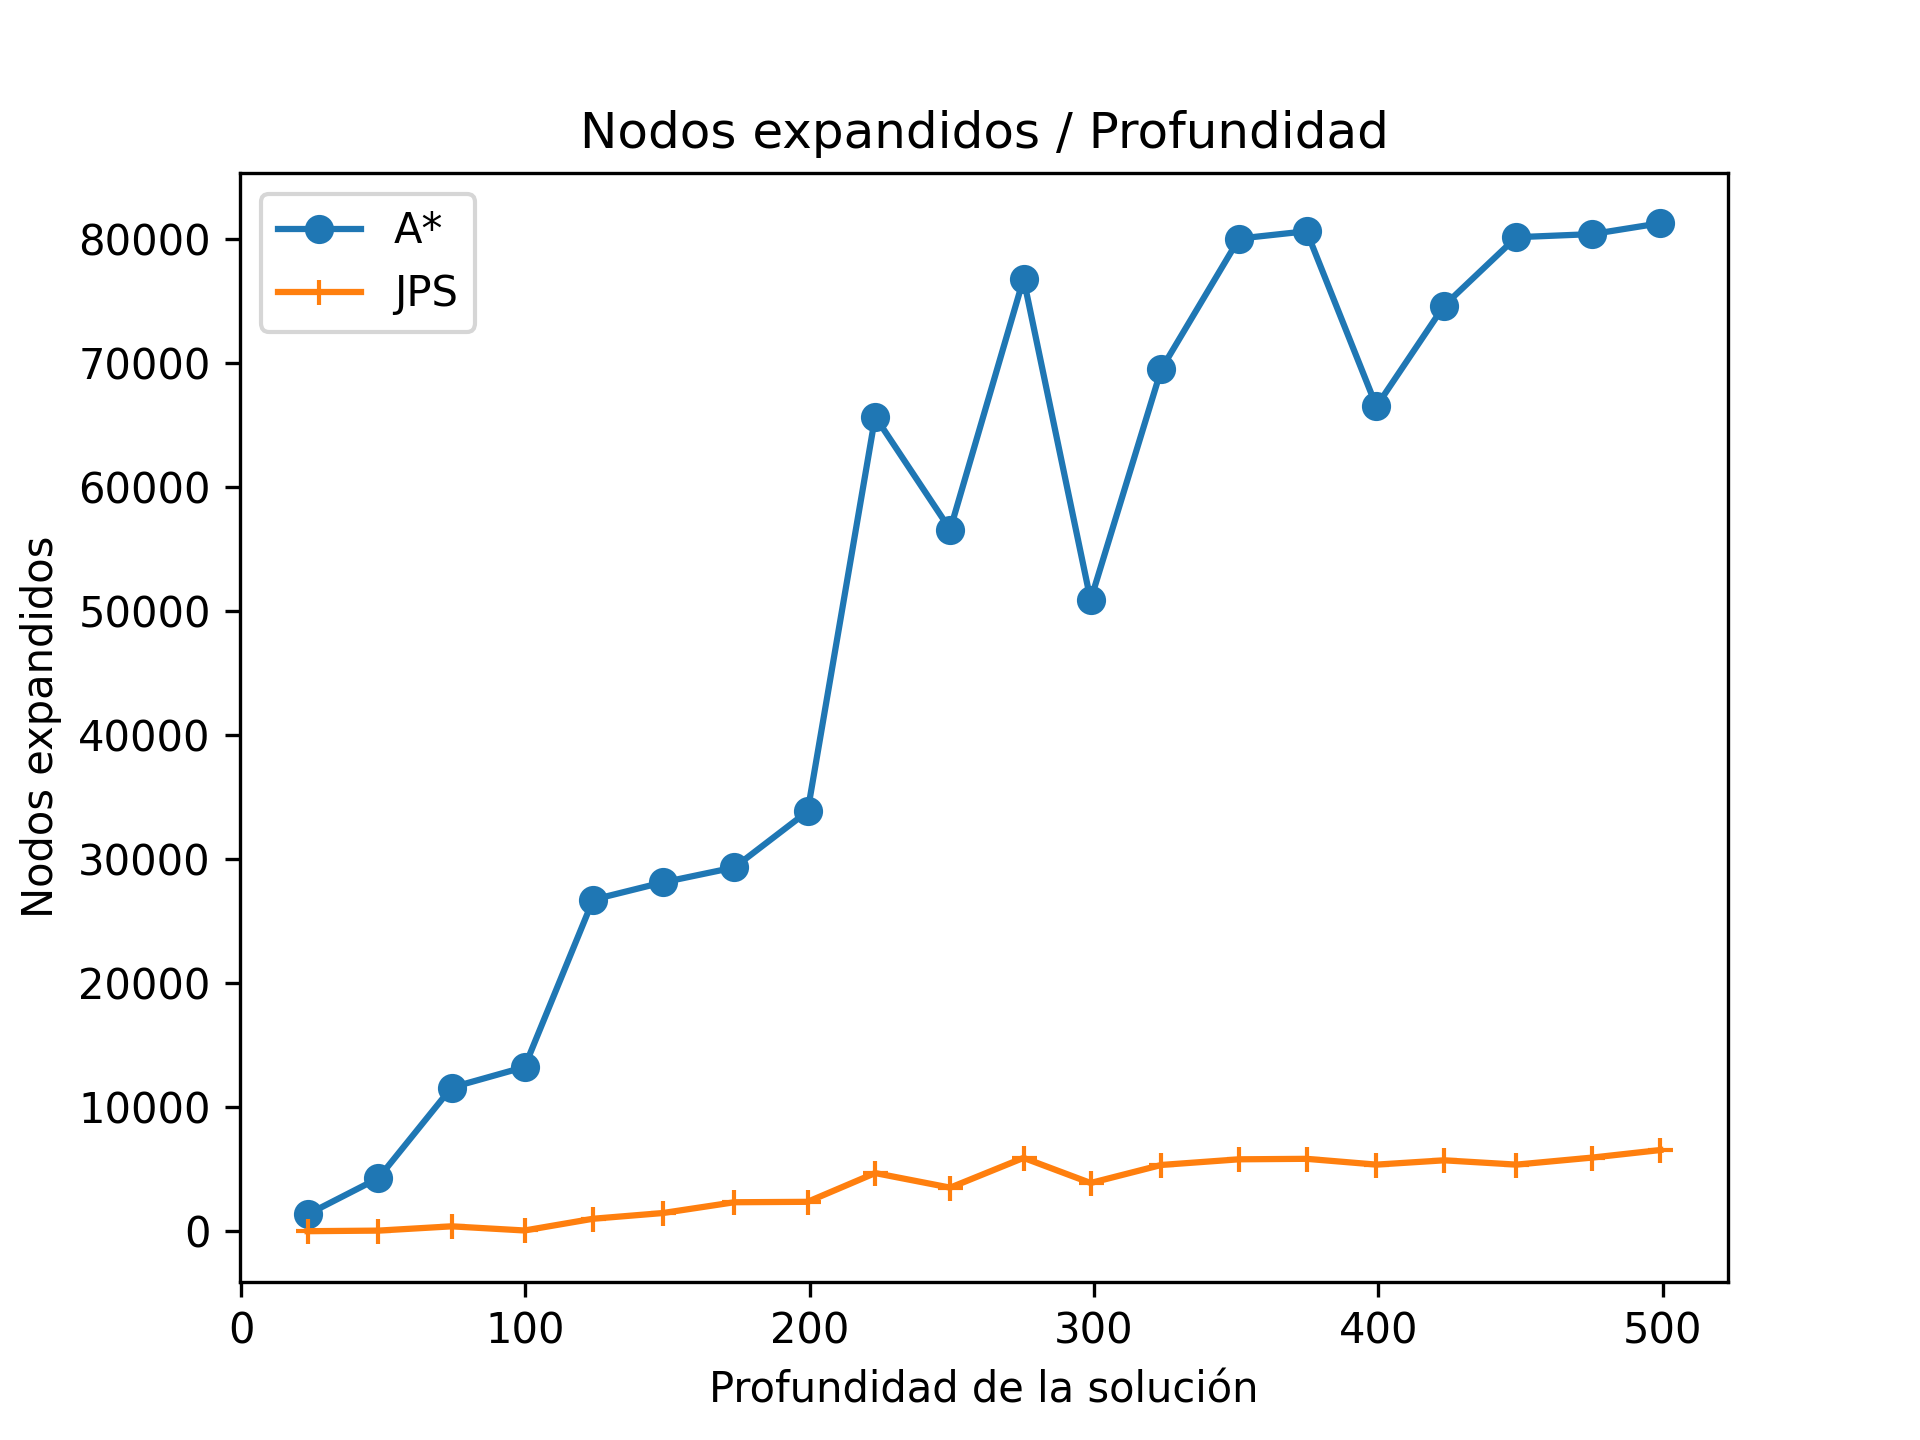 Nodos expandidos / Profundidad
A*
JPS
80000
70000
60000
50000
40000
30000
20000
10000
0
Nodos expandidos
0 100 200 300 400 500
Profundidad de la solución